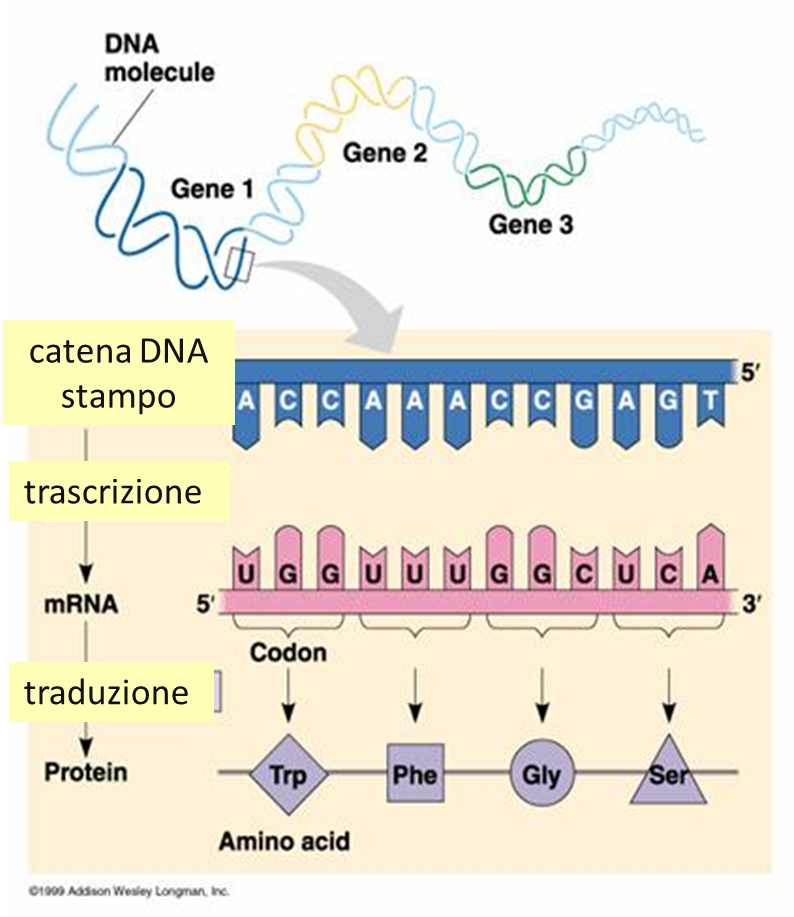 DNA
molecule
Gene 1
Gene 2
Gene 3
catena DNA
stampo
5'
A C C A A A C C G A G T
trascrizione
U G G U U U G G C U C A
mRNA
5'
3'
Codon
traduzione
Protein
Trp
Phe
Gly
Ser
Amino acid
©1999 Addison Wesley Longman, Inc.